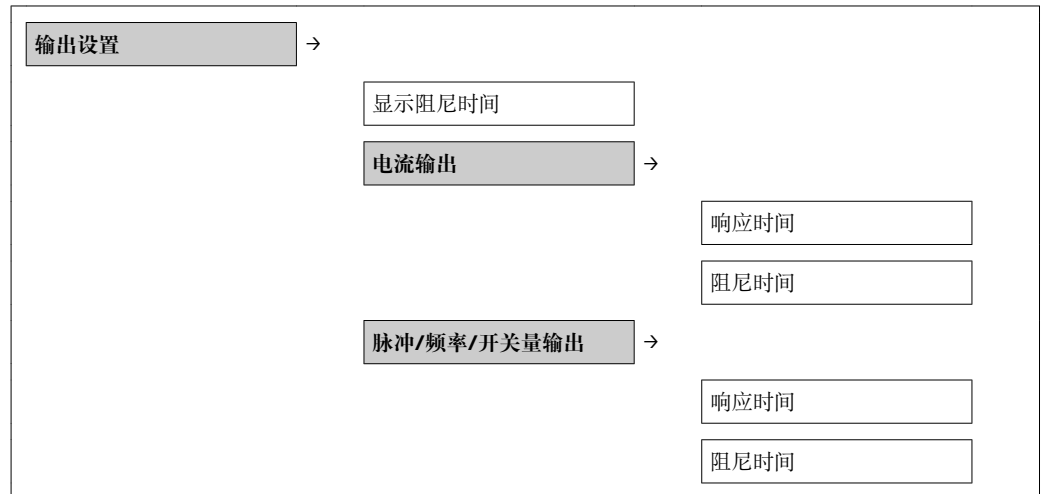 输出设置 →
显示阻尼时间
电流输出 →
响应时间
阻尼时间
脉冲/频率/开关量输出 →
响应时间
阻尼时间